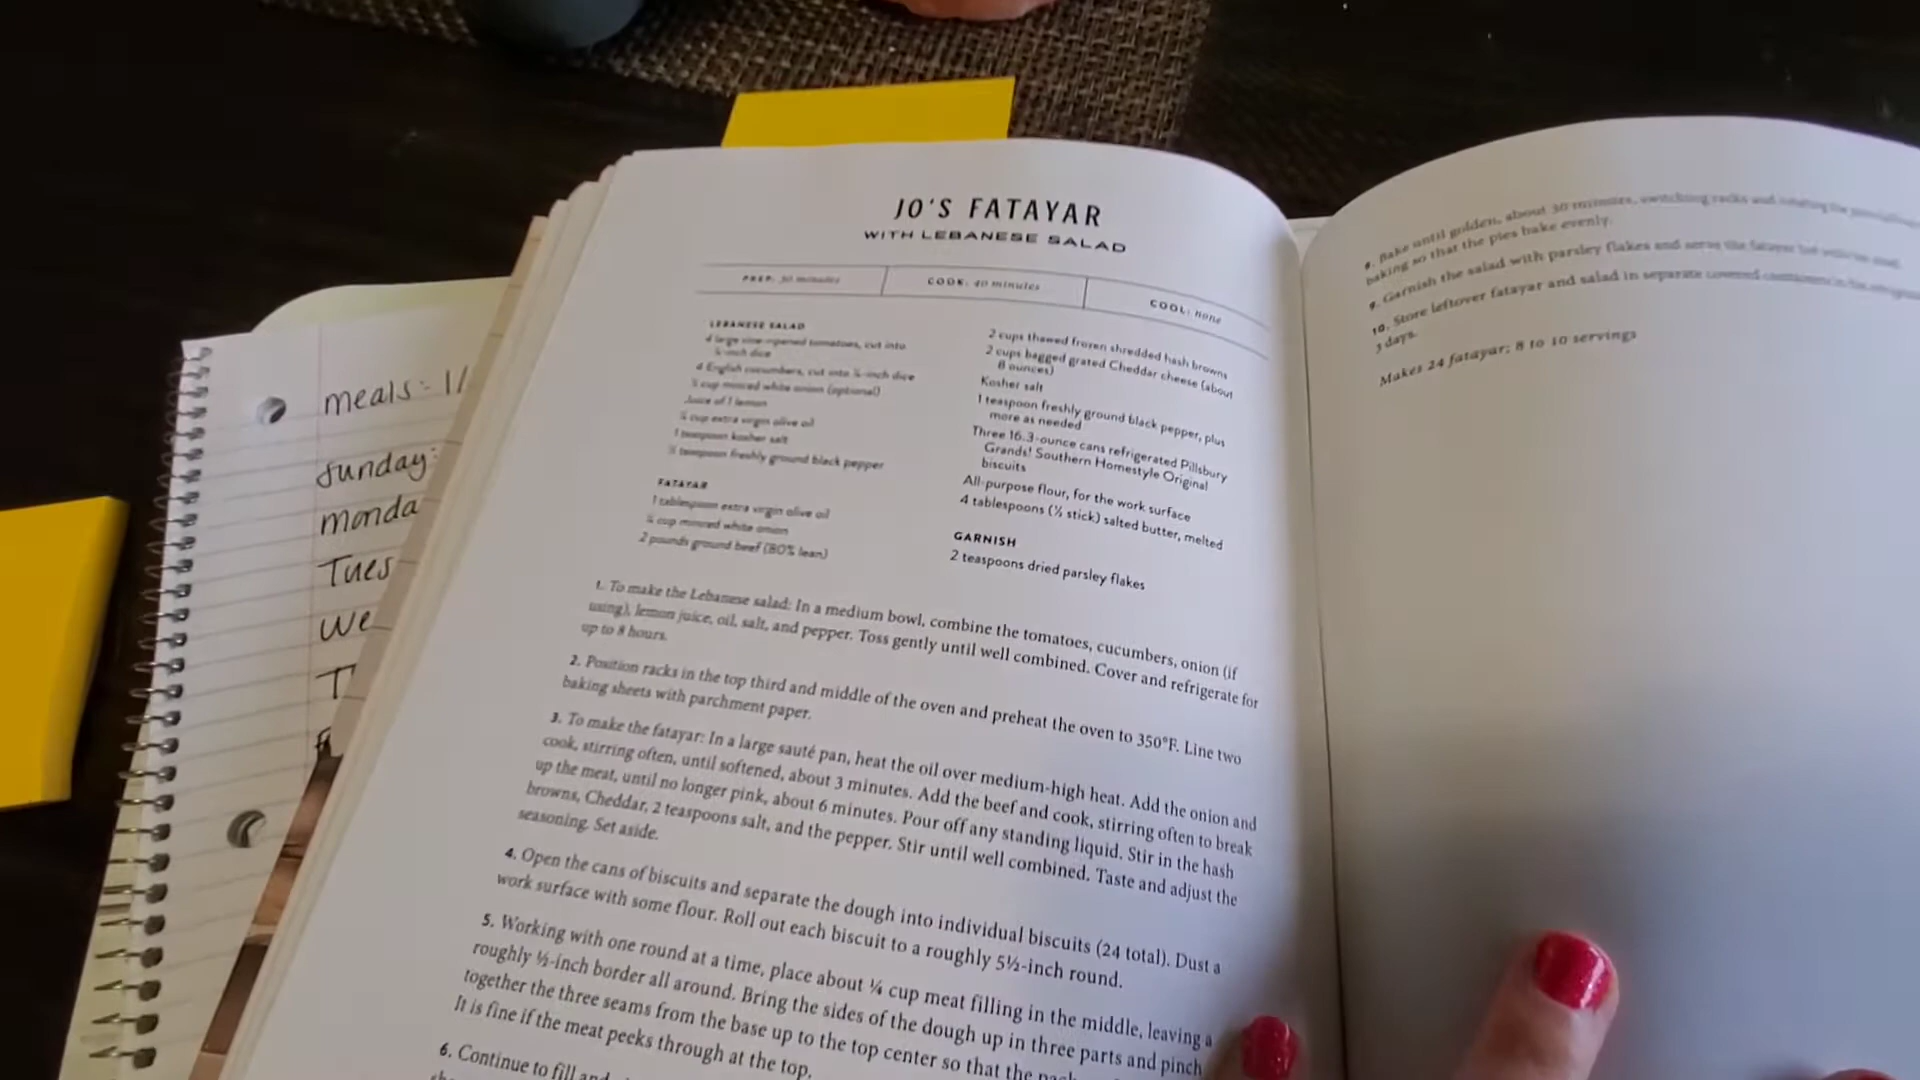 JO'S FATAYAR
WITH LEBANESE SALAD
PREP: 30 minutes
COOK: 40 minutes
COOL: none
LEBANESE SALAD
4 large vine-ripened tomatoes, cut into
½-inch dice
4 English cucumbers, cut into ½-inch dice
cup minced white onion (optional)
Juice of 1 lemon
cup extra virgin olive oil
1 teaspoon kosher salt
½ teaspoon freshly ground black pepper
FATAYAR
1 tablespoon extra virgin olive oil
cup minced white onion
2 pounds ground beef (80% lean)
2 cups thawed frozen shredded hash browns
2 cups bagged grated Cheddar cheese (about
8 ounces)
Kosher salt
1 teaspoon freshly ground black pepper, plus
more as needed
Three 16.3-ounce cans refrigerated Pillsbury
Grands! Southern Homestyle Original
biscuits
All-purpose flour, for the work surface
4 tablespoons (½ stick) salted butter, melted
GARNISH
2 teaspoons dried parsley flakes
1. To make the Lebanese salad: In a medium bowl, combine the tomatoes, cucumbers, onion (if
using), lemon juice, oil, salt, and pepper. Toss gently until well combined. Cover and refrigerate for
up to 8 hours.
2. Position racks in the top third and middle of the oven and preheat the oven to 350°F. Line two
baking sheets with parchment paper.
3. To make the fatayar: In a large sauté pan, heat the oil over medium-high heat. Add the onion and
cook, stirring often, until softened, about 3 minutes. Add the beef and cook, stirring often to break
up the meat, until no longer pink, about 6 minutes. Pour off any standing liquid. Stir in the hash
browns, Cheddar, 2 teaspoons salt, and the pepper. Stir until well combined. Taste and adjust the
seasoning. Set aside.
4. Open the cans of biscuits and separate the dough into individual biscuits (24 total). Dust a
work surface with some flour. Roll out each biscuit to a roughly 5½-inch round.
5. Working with one round at a time, place about ¼ cup meat filling in the middle, leaving a
roughly ½-inch border all around. Bring the sides of the dough up in three parts and pinch
together the three seams from the base up to the top center so that the
It is fine if the meat peeks through at the top.
6. Continue to fill and
8. Bake until golden, about 30 minutes, switching racks and rotating the
baking so that the pies bake evenly.
9. Garnish the salad with parsley flakes and serve the fatayar
10. Store leftover fatayar and salad in separate covered containers in the
3 days.
Makes 24 fatayar; 8 to 10 servings
meals: 1/
Sunday:
monda
Tues
We
T
F